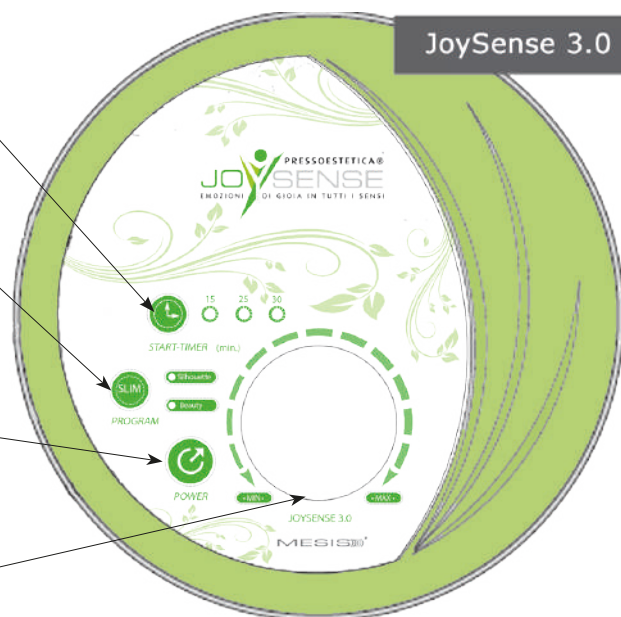 JoySense 3.0
PRESSOESTETICA®
JOYSENSE
EMOZIONI DI GIOIA IN TUTTI I SENSI
15 25 30
START-TIMER (min.)
SLIM
Silhouette
Beauty
PROGRAM
POWER
•MIN•
•MAX•
JOYSENSE 3.0
MESIS